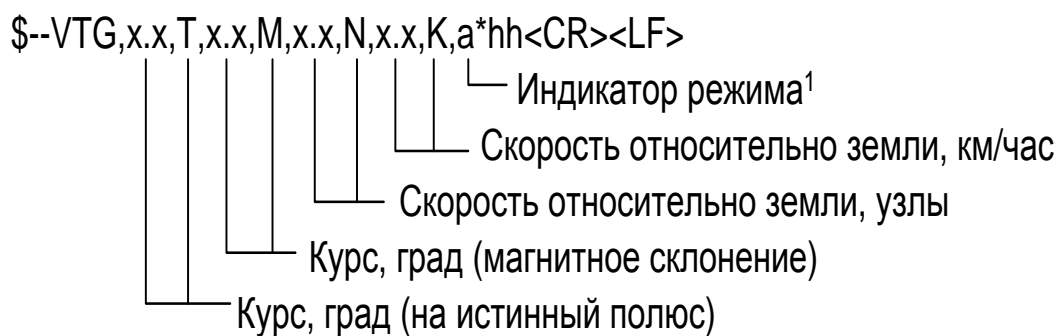 $--VTG,x.x,T,x.x,M,x.x,N,x.x,K,a*hh<CR><LF>
Индикатор режима¹
Скорость относительно земли, км/час
Скорость относительно земли, узлы
Курс, град (магнитное склонение)
Курс, град (на истинный полюс)